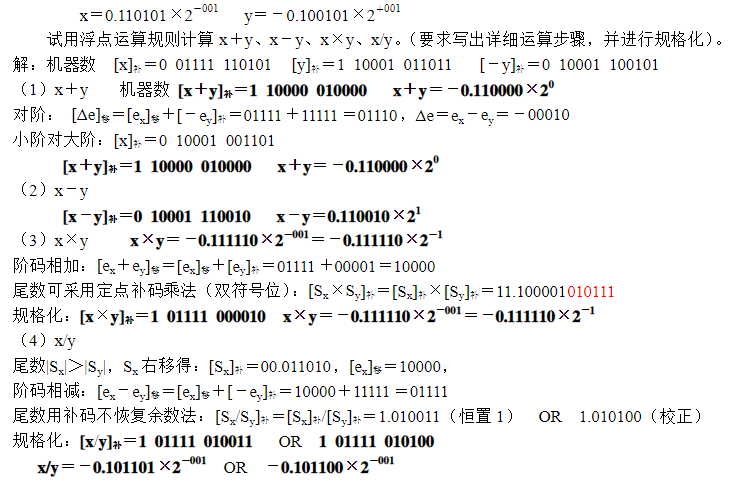 x＝0.110101×2⁻⁰⁰¹ y＝－0.100101×2⁺⁰⁰¹
试用浮点运算规则计算 x＋y、x－y、x×y、x/y。（要求写出详细运算步骤，并进行规格化）。
解：机器数 [x]补＝0 01111 110101 [y]补＝1 10001 011011 [－y]补＝0 10001 100101
（1）x＋y 机器数 [x＋y]补＝1 10000 010000 x＋y＝－0.110000×2⁰
对阶：[Δe]移＝[eₓ]移＋[－ey]补＝01111＋11111＝01110，Δe＝eₓ－ey＝－00010
小阶对大阶：[x]补＝0 10001 001101
[x＋y]补＝1 10000 010000 x＋y＝－0.110000×2⁰
（2）x－y
[x－y]补＝0 10001 110010 x－y＝0.110010×2¹
（3）x×y x×y＝－0.111110×2⁻⁰⁰¹＝－0.111110×2⁻¹
阶码相加：[eₓ＋ey]移＝[eₓ]移＋[ey]补＝01111＋00001＝10000
尾数可采用定点补码乘法（双符号位）：[Sₓ×Sy]补＝[Sₓ]补×[Sy]补＝11.100001010111
规格化：[x×y]补＝1 01111 000010 x×y＝－0.111110×2⁻⁰⁰¹＝－0.111110×2⁻¹
（4）x/y
尾数|Sₓ|＞|Sy|，Sₓ右移得：[Sₓ]补＝00.011010，[eₓ]移＝10000，
阶码相减：[eₓ－ey]移＝[eₓ]移＋[－ey]补＝10000＋11111＝01111
尾数用补码不恢复余数法：[Sₓ/Sy]补＝[Sₓ]补/[Sy]补＝1.010011（恒置 1） OR 1.010100（校正）
规格化：[x/y]补＝1 01111 010011 OR 1 01111 010100
x/y＝－0.101101×2⁻⁰⁰¹ OR －0.101100×2⁻⁰⁰¹